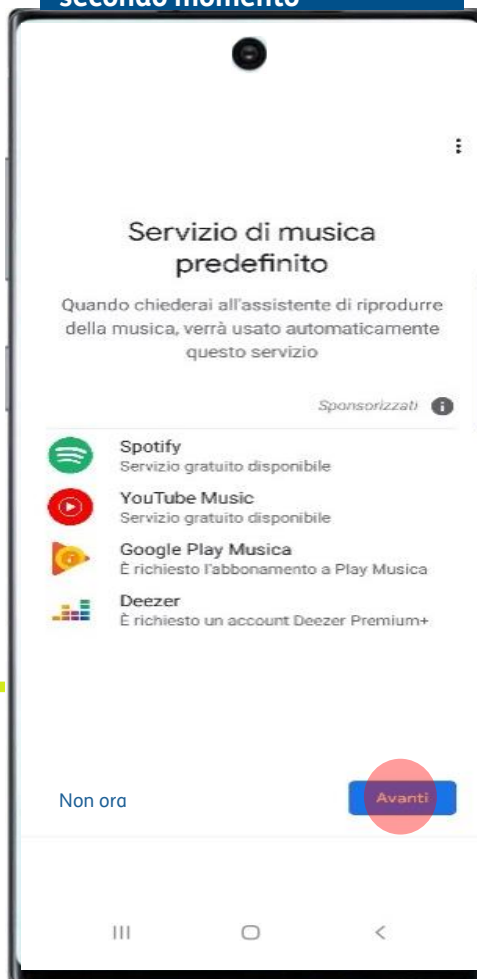 secondo momento
Servizio di musica
predefinito
Quando chiederai all'assistente di riprodurre
della musica, verrà usato automaticamente
questo servizio
Sponsorizzati
Spotify
Servizio gratuito disponibile
YouTube Music
Servizio gratuito disponibile
Google Play Musica
È richiesto l'abbonamento a Play Musica
Deezer
È richiesto un account Deezer Premium+
Non ora
Avanti